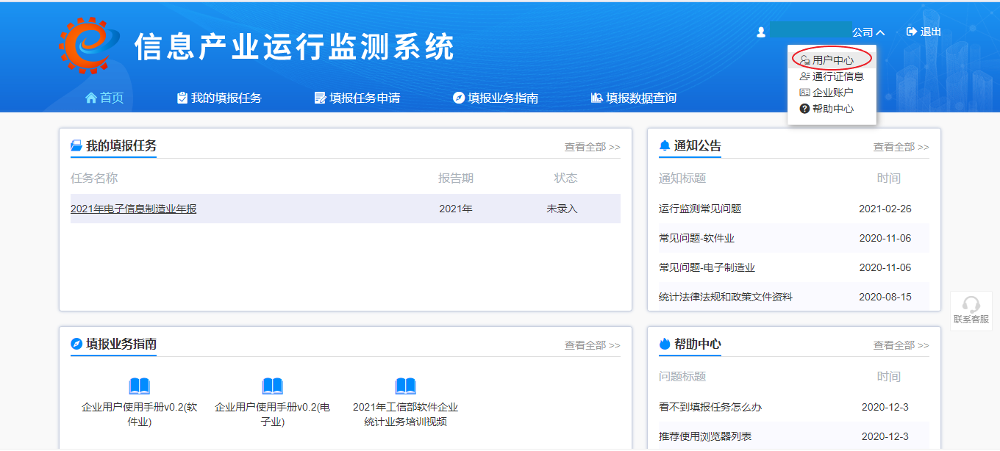 信息产业运行监测系统
公司
退出
用户中心
通行证信息
企业账户
帮助中心
首页
我的填报任务
填报任务申请
填报业务指南
填报数据查询
我的填报任务
查看全部 >>
任务名称 报告期 状态
2021年电子信息制造业年报 2021年 未录入
通知公告
查看全部 >>
通知标题 时间
运行监测常见问题 2021-02-26
常见问题-软件业 2020-11-06
常见问题-电子制造业 2020-11-06
统计法律法规和政策文件资料 2020-08-15
联系客服
填报业务指南
查看全部 >>
企业用户使用手册v0.2(软
件业)
企业用户使用手册v0.2(电
子业)
2021年工信部软件企业
统计业务培训视频
帮助中心
查看全部 >>
问题标题 时间
看不到填报任务怎么办 2020-12-3
推荐使用浏览器列表 2020-12-3